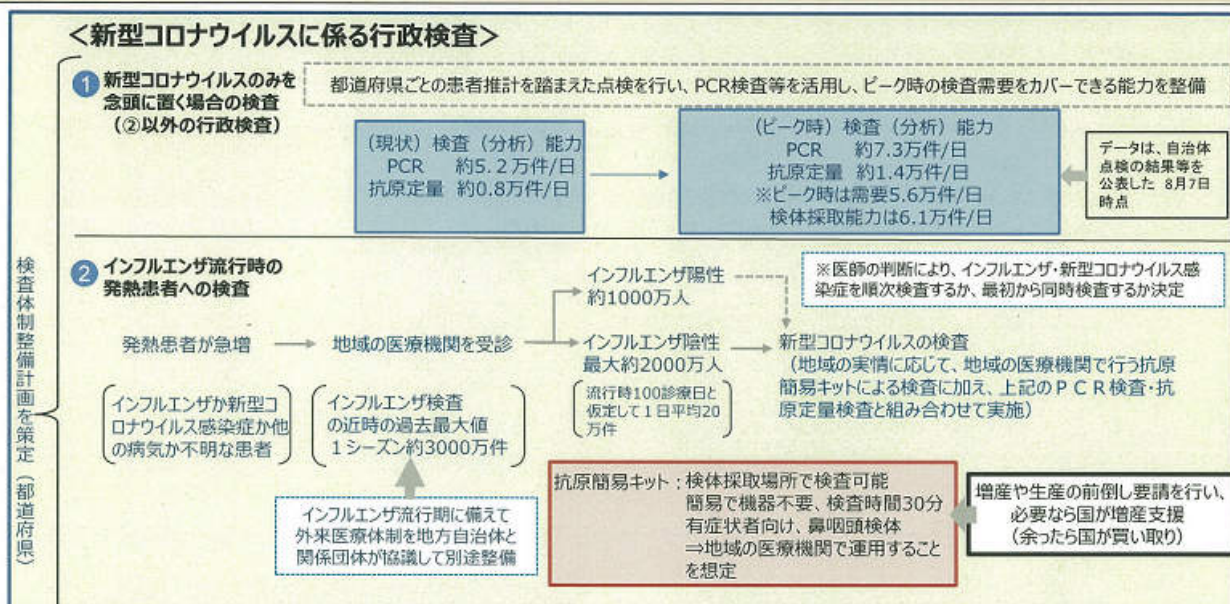 ＜新型コロナウイルスに係る行政検査＞
① 新型コロナウイルスのみを
念頭に置く場合の検査
（②以外の行政検査）
都道府県ごとの患者推計を踏まえた点検を行い、PCR検査等を活用し、ピーク時の検査需要をカバーできる能力を整備
（現状）検査（分析）能力
PCR　約5.2万件/日
抗原定量　約0.8万件/日
（ピーク時）検査（分析）能力
PCR　約7.3万件/日
抗原定量　約1.4万件/日
※ピーク時は需要5.6万件/日
検体採取能力は6.1万件/日
データは、自治体
点検の結果等を
公表した 8月7日
時点
検査体制整備計画を策定（都道府県）
② インフルエンザ流行時の
発熱患者への検査
発熱患者が急増
インフルエンザか新型コ
ロナウイルス感染症か他
の病気か不明な患者
地域の医療機関を受診
インフルエンザ検査
の近時の過去最大値
１シーズン約3000万件
インフルエンザ流行期に備えて
外来医療体制を地方自治体と
関係団体が協議して別途整備
インフルエンザ陽性
約1000万人
インフルエンザ陰性
最大約2000万人
流行時100診療日と
仮定して１日平均20
万件
※医師の判断により、インフルエンザ・新型コロナウイルス感
染症を順次検査するか、最初から同時検査するか決定
新型コロナウイルスの検査
（地域の実情に応じて、地域の医療機関で行う抗原
簡易キットによる検査に加え、上記のＰＣＲ検査・抗
原定量検査と組み合わせて実施）
抗原簡易キット：検体採取場所で検査可能
簡易で機器不要、検査時間30分
有症状者向け、鼻咽頭検体
⇒地域の医療機関で運用すること
を想定
増産や生産の前倒し要請を行い、
必要なら国が増産支援
（余ったら国が買い取り）